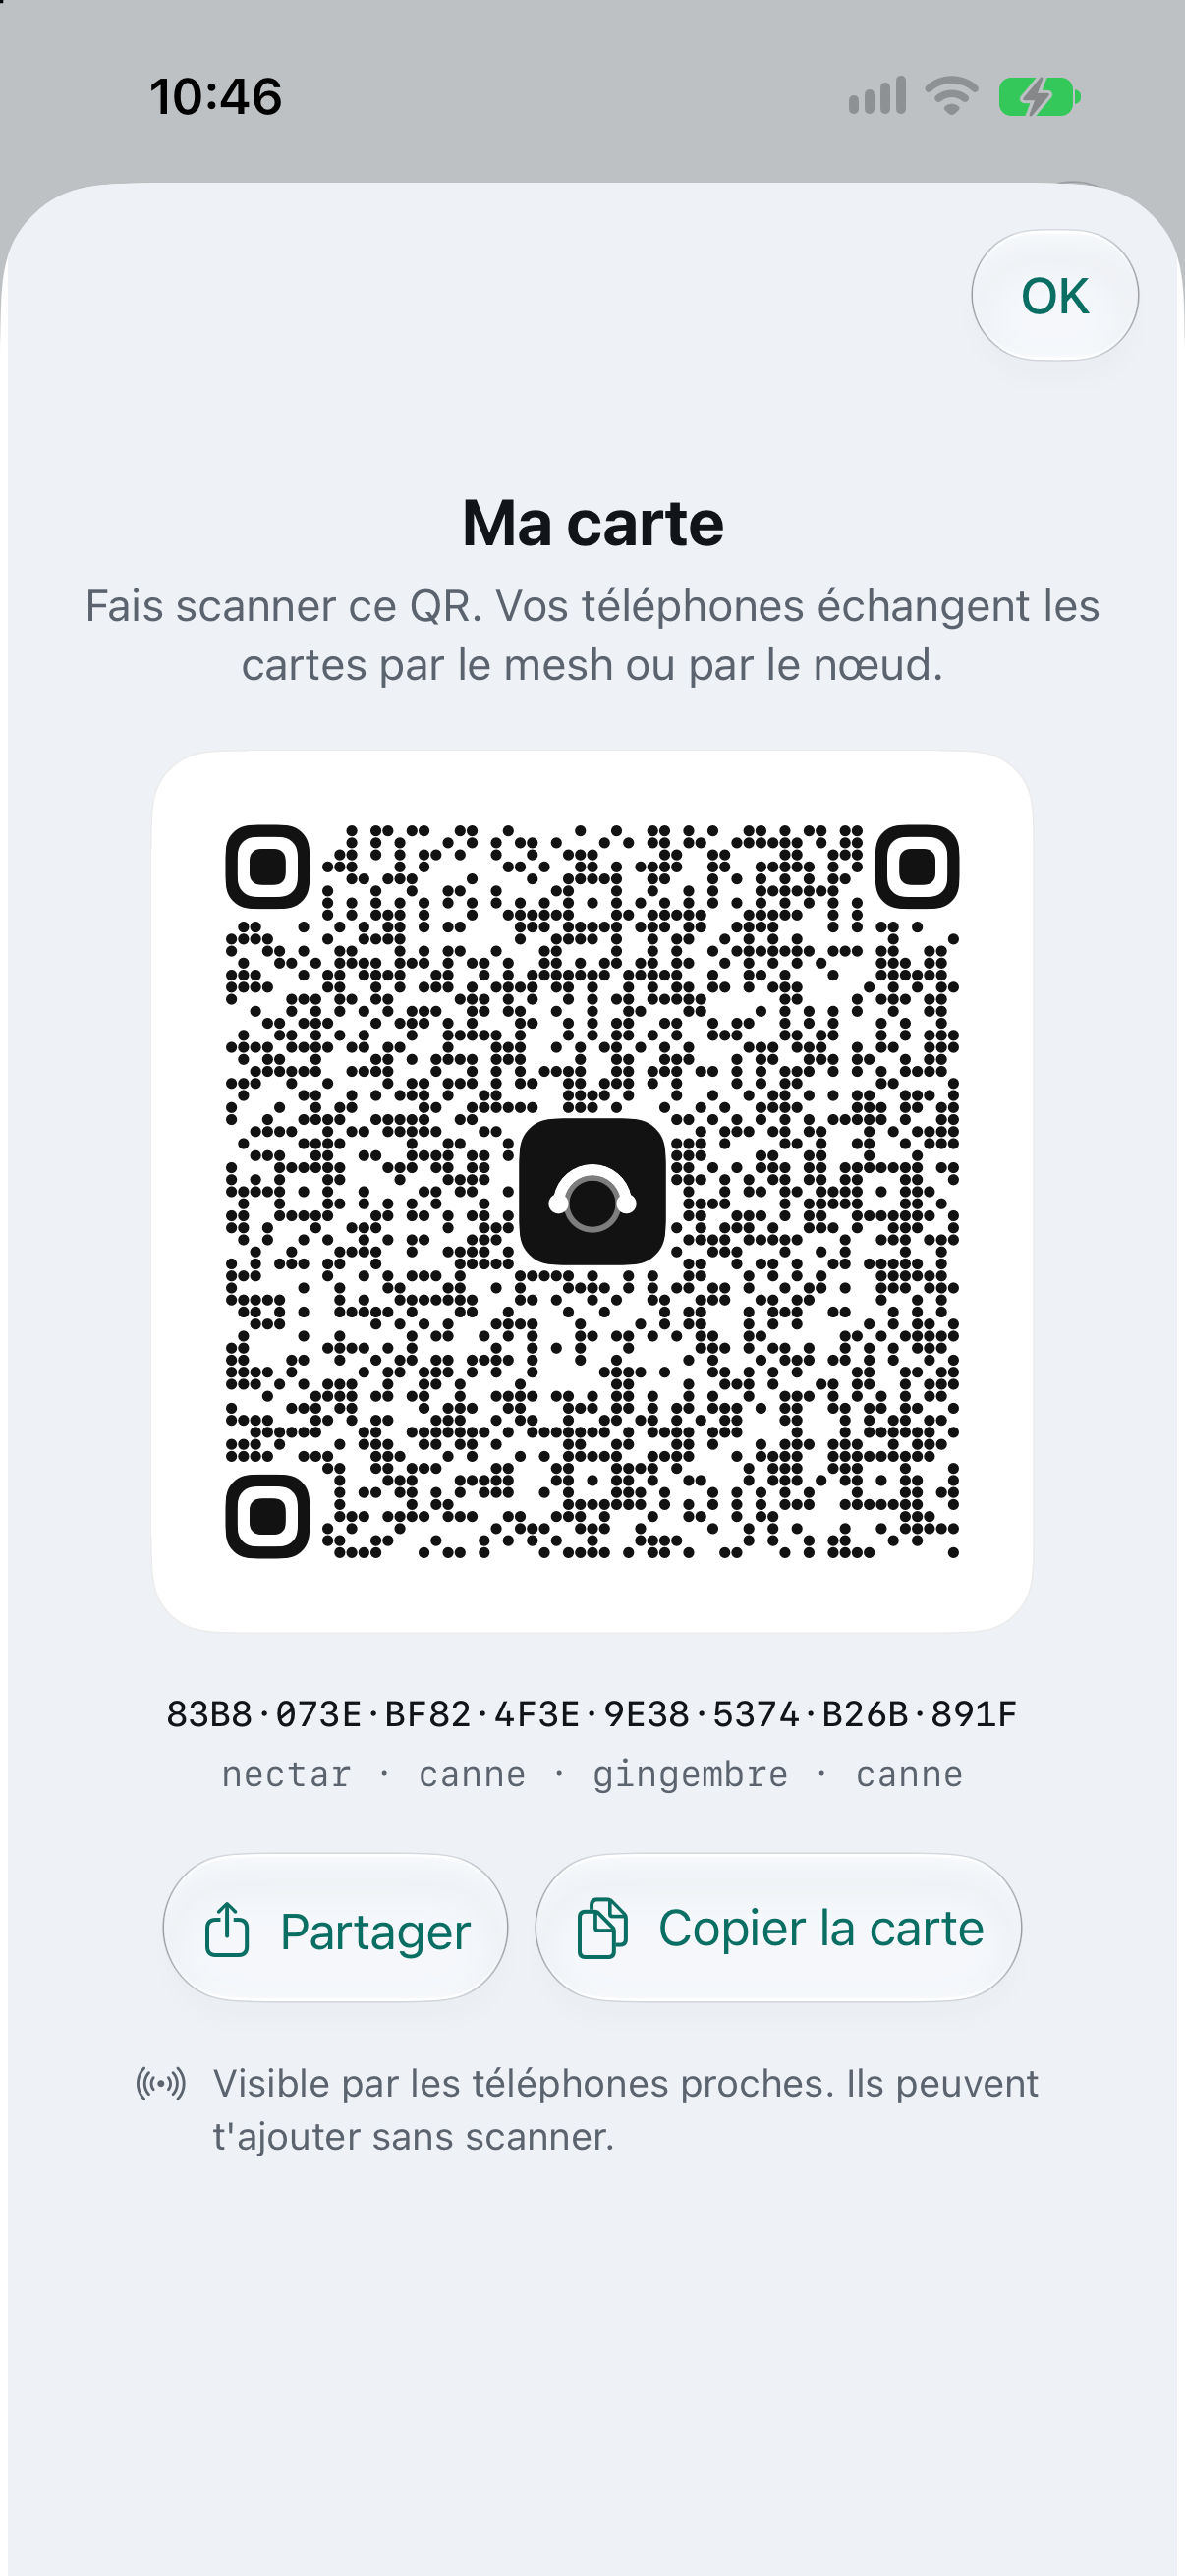 10:46
OK
Ma carte
Fais scanner ce QR. Vos téléphones échangent les
cartes par le mesh ou par le nœud.
83B8·073E·BF82·4F3E·9E38·5374·B26B·891F
nectar · canne · gingembre · canne
Partager
Copier la carte
Visible par les téléphones proches. Ils peuvent
t'ajouter sans scanner.